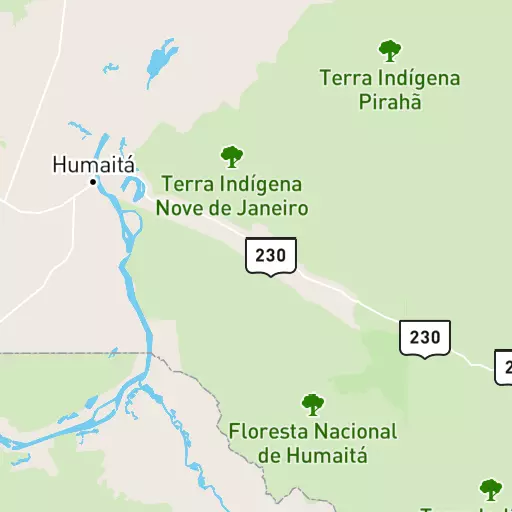 Terra Indígena
Pirahã
Humaitá
Terra Indígena
Nove de Janeiro
230
230
Floresta Nacional
de Humaitá